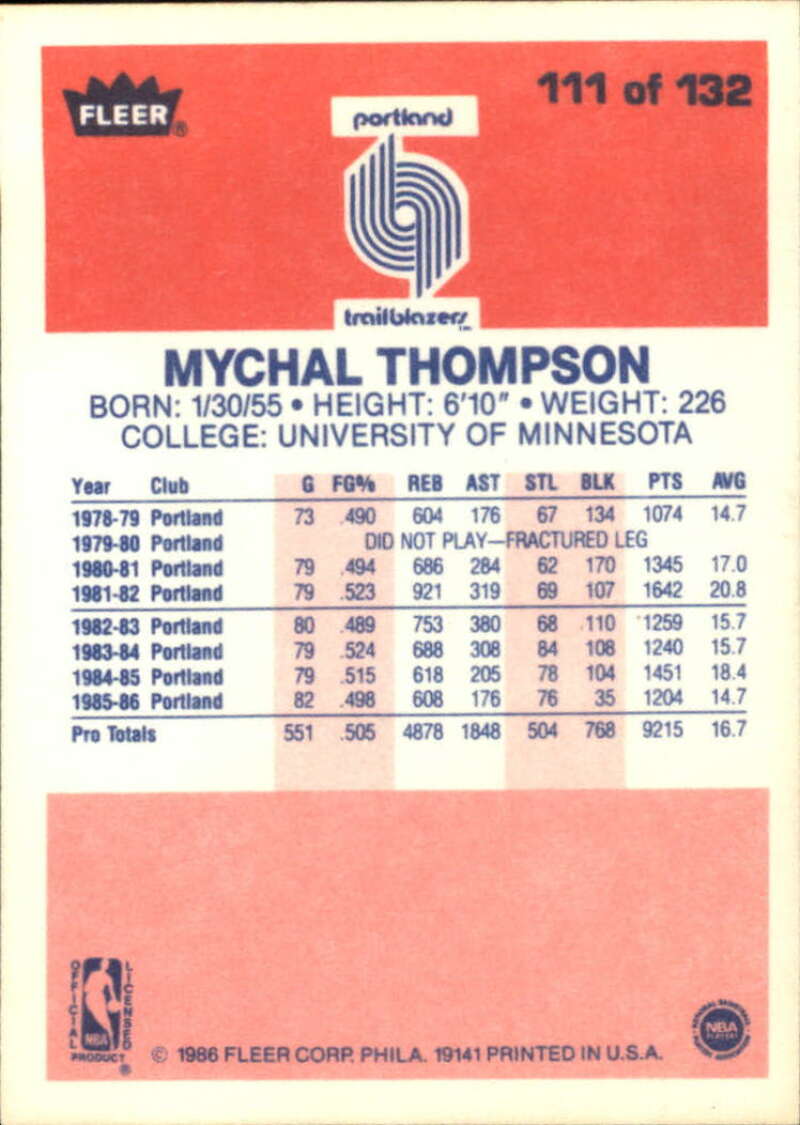 FLEER®
111 of 132
portland
trailblazers
MYCHAL THOMPSON
BORN: 1/30/55 • HEIGHT: 6'10" • WEIGHT: 226
COLLEGE: UNIVERSITY OF MINNESOTA
Year Club G FG% REB AST STL BLK PTS AVG
1978-79 Portland 73 .490 604 176 67 134 1074 14.7
1979-80 Portland DID NOT PLAY—FRACTURED LEG
1980-81 Portland 79 .494 686 284 62 170 1345 17.0
1981-82 Portland 79 .523 921 319 69 107 1642 20.8
1982-83 Portland 80 .489 753 380 68 110 1259 15.7
1983-84 Portland 79 .524 688 308 84 108 1240 15.7
1984-85 Portland 79 .515 618 205 78 104 1451 18.4
1985-86 Portland 82 .498 608 176 76 35 1204 14.7
Pro Totals 551 .505 4878 1848 504 768 9215 16.7
OFFICIAL
LICENSED
NBA
PRODUCT®
© 1986 FLEER CORP. PHILA. 19141 PRINTED IN U.S.A.
NATIONAL BASKETBALL
NBA
PLAYERS
ASSOCIATION